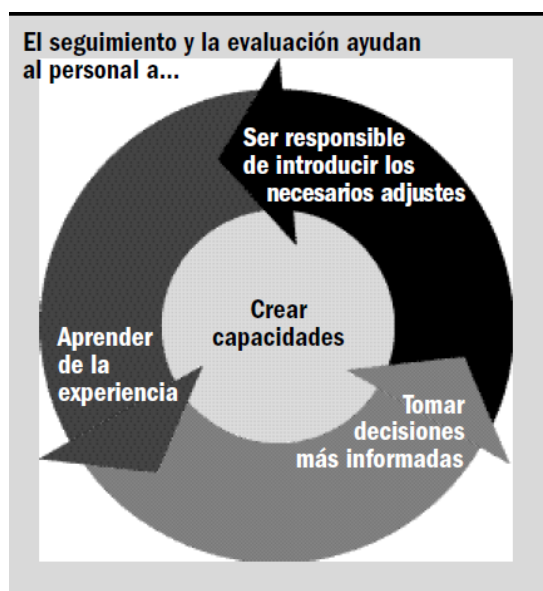 El seguimiento y la evaluación ayudan
al personal a...
Ser responsible
de introducir los
necesarios adjustes
Crear
capacidades
Aprender
de la
experiencia
Tomar
decisiones
más informadas